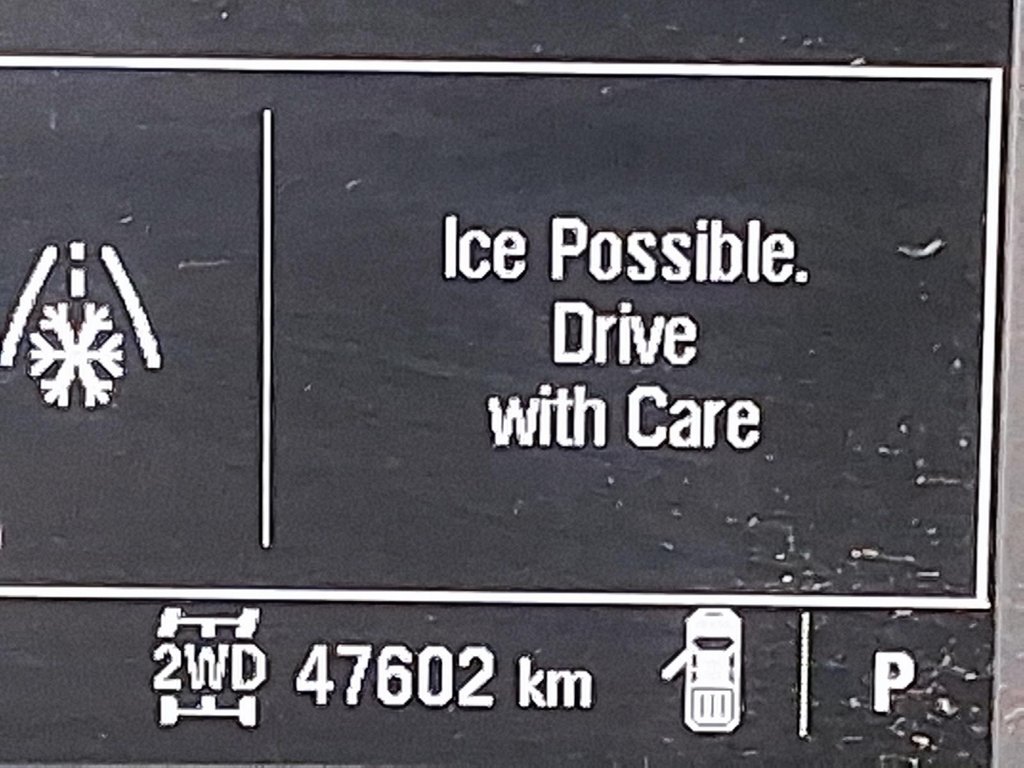 Ice Possible.
Drive
with Care
2WD 47602 km P